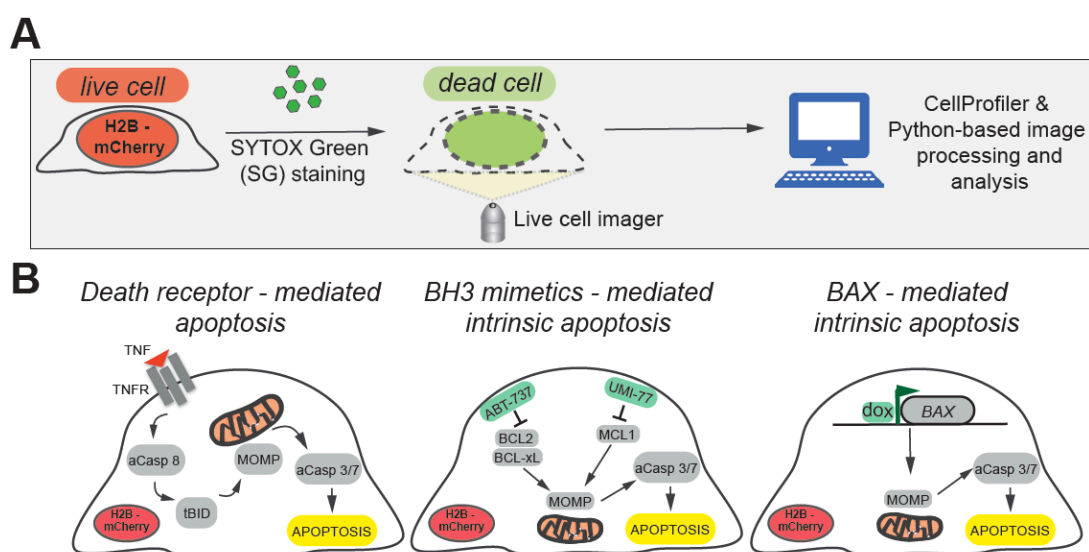 A
live cell
H2B -
mCherry
SYTOX Green
(SG) staining
dead cell
Live cell imager
CellProfiler &
Python-based image
processing and
analysis
B
Death receptor - mediated
apoptosis
TNF
TNFR
aCasp 8
tBID
MOMP
aCasp 3/7
APOPTOSIS
H2B -
mCherry
BH3 mimetics - mediated
intrinsic apoptosis
ABT-737
UMI-77
BCL2
BCL-xL
MCL1
MOMP
aCasp 3/7
APOPTOSIS
H2B -
mCherry
BAX - mediated
intrinsic apoptosis
dox
BAX
MOMP
aCasp 3/7
APOPTOSIS
H2B -
mCherry